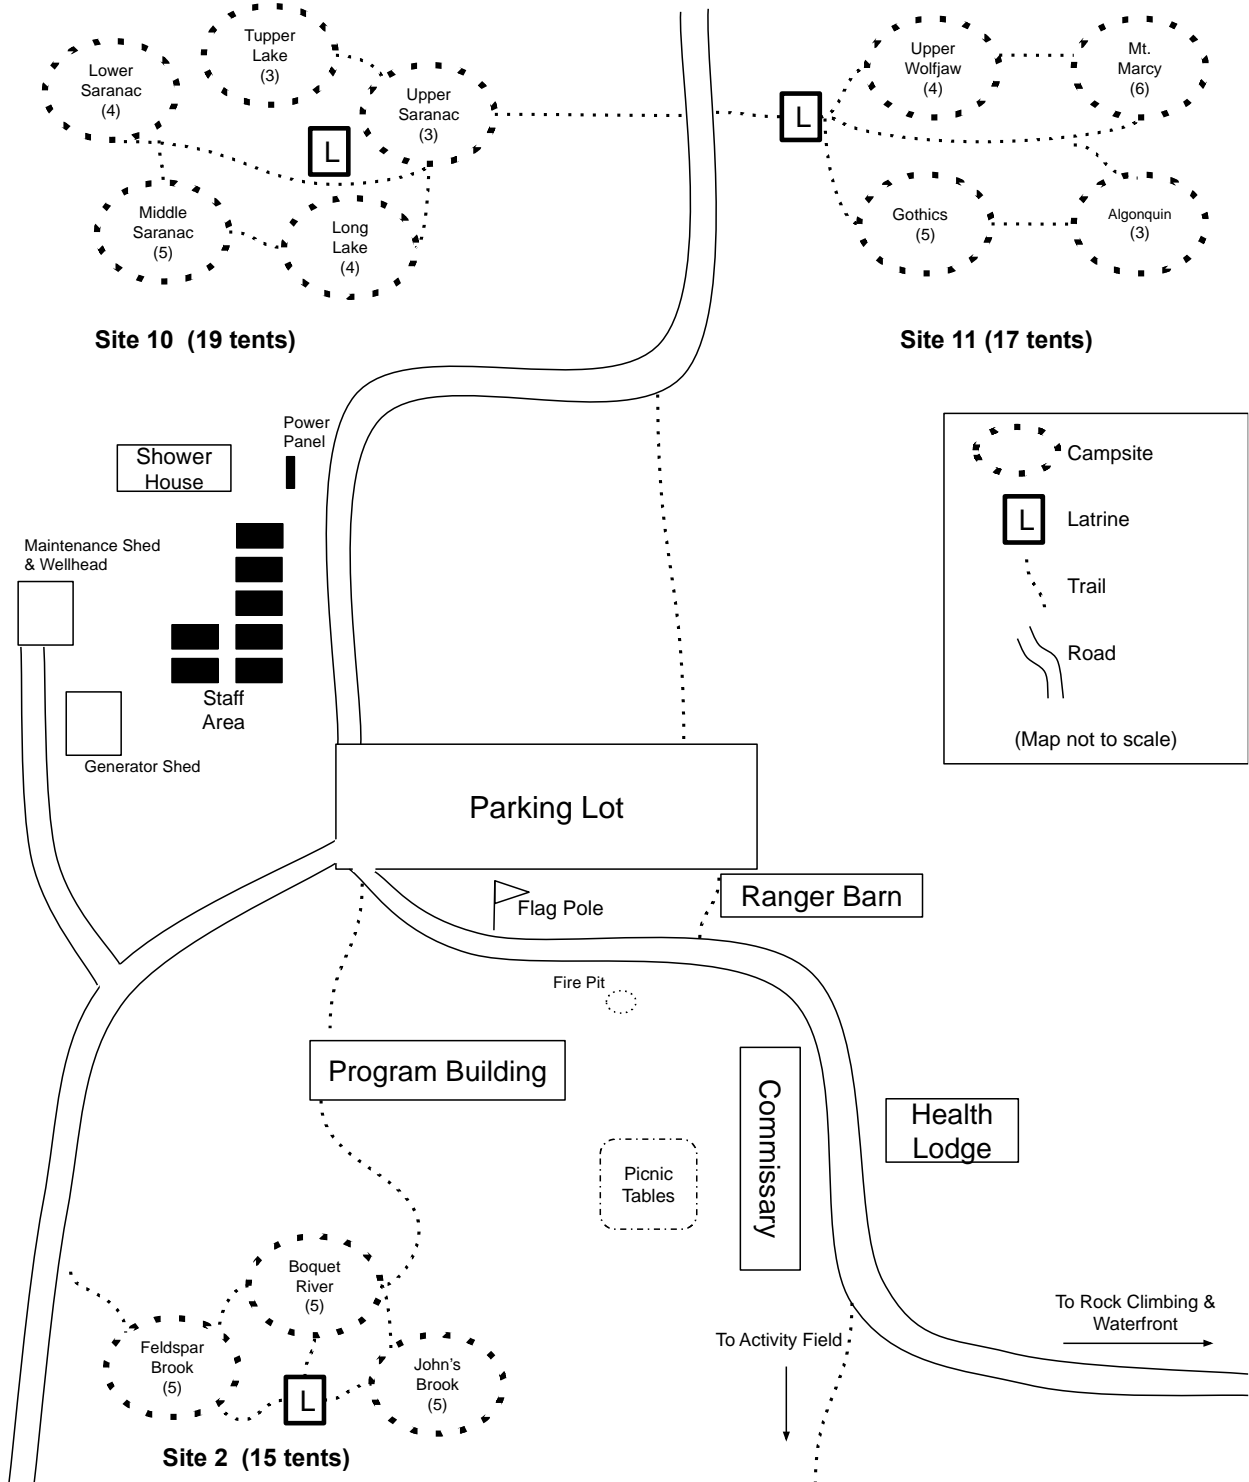 Tupper
Lake
(3)
Lower
Saranac
(4)
Upper
Saranac
(3)
L
Middle
Saranac
(5)
Long
Lake
(4)
Site 10 (19 tents)
Upper
Wolfjaw
(4)
Mt.
Marcy
(6)
L
Gothics
(5)
Algonquin
(3)
Site 11 (17 tents)
Power
Panel
Shower
House
Maintenance Shed
& Wellhead
Staff
Area
Generator Shed
Campsite
L
Latrine
Trail
Road
(Map not to scale)
Parking Lot
Flag Pole
Ranger Barn
Fire Pit
Program Building
Commissary
Health
Lodge
Picnic
Tables
Boquet
River
(5)
Feldspar
Brook
(5)
L
John's
Brook
(5)
Site 2 (15 tents)
To Activity Field
To Rock Climbing &
Waterfront